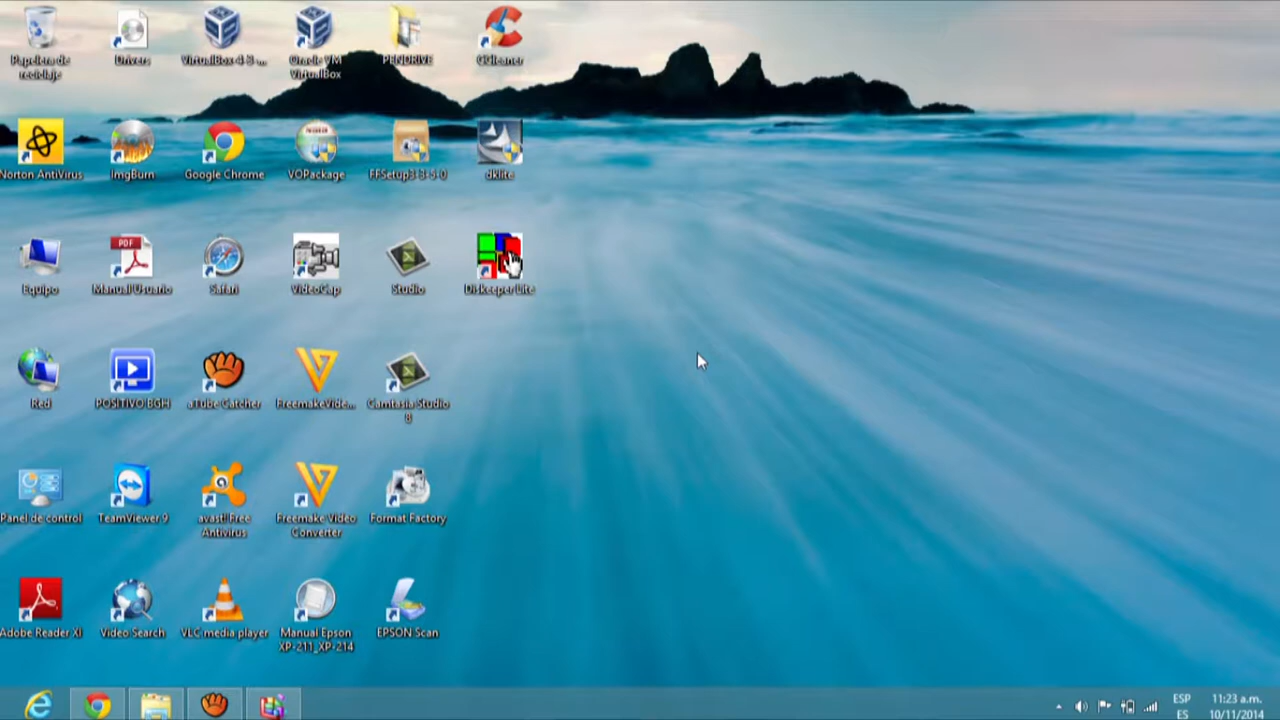 Papelera de
reciclaje
Drivers
VirtualBox-4-3-...
Oracle VM
VirtualBox
PENDRIVE
CCleaner
Norton AntiVirus
ImgBurn
Google Chrome
VOPackage
FFSetup3-3-5-0
dklite
Equipo
PDF
ManualUsuario
Safari
VideoCap
Studio
Diskeeper Lite
Red
POSITIVO BGH
aTube Catcher
FreemakeVide...
Camtasia Studio
8
Panel de control
TeamViewer 9
avast! Free
Antivirus
Freemake Video
Converter
Format Factory
Adobe Reader XI
Video Search
VLC media player
Manual Epson
XP-211_XP-214
EPSON Scan
ESP
ES
11:23 a.m.
10/11/2014